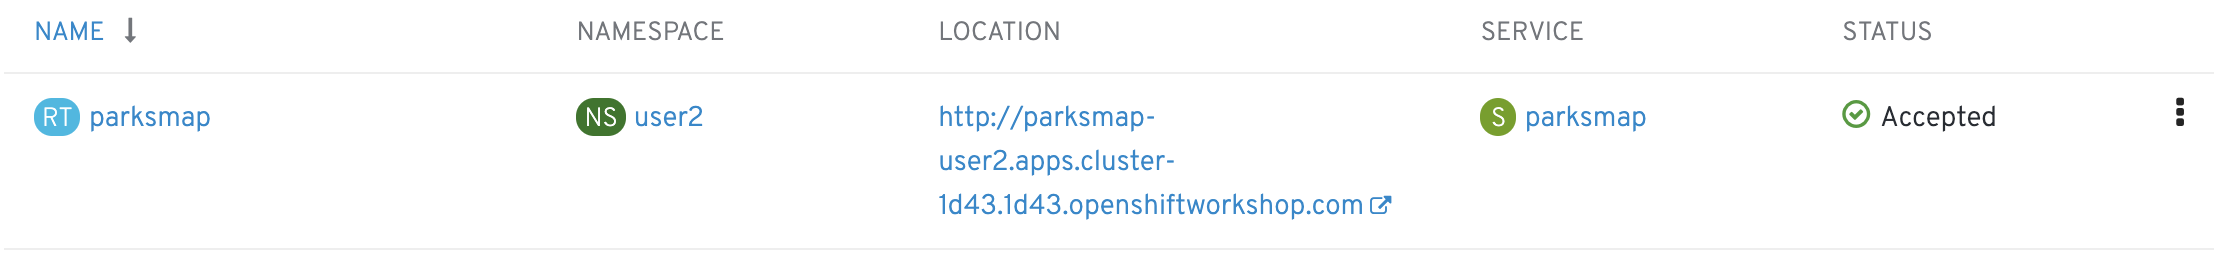 NAME NAMESPACE LOCATION SERVICE STATUS
RT parksmap NS user2 http://parksmap- S parksmap Accepted
user2.apps.cluster-
1d43.1d43.openshiftworkshop.com